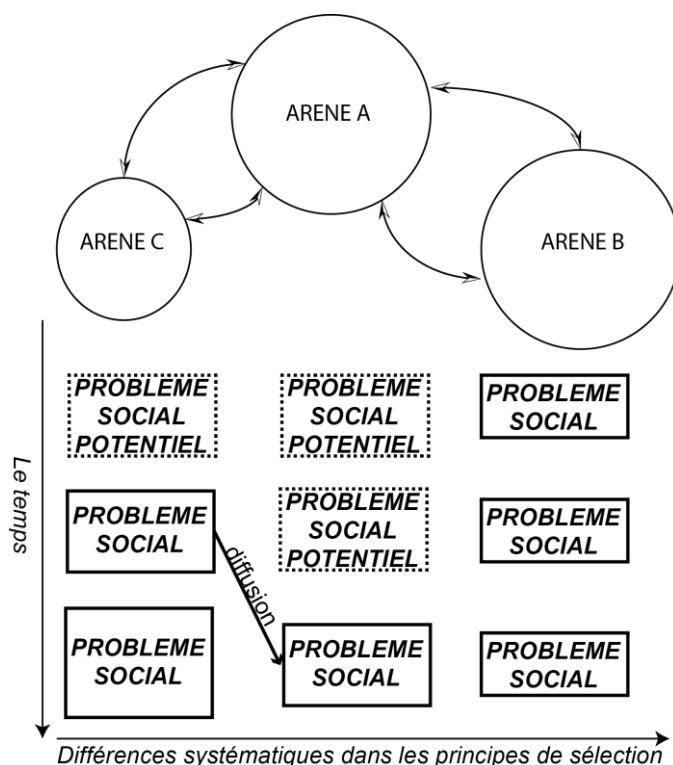 ARENE A
ARENE C
ARENE B
PROBLEME
SOCIAL
POTENTIEL
PROBLEME
SOCIAL
POTENTIEL
PROBLEME
SOCIAL
Le temps
PROBLEME
SOCIAL
diffusion
PROBLEME
SOCIAL
POTENTIEL
PROBLEME
SOCIAL
PROBLEME
SOCIAL
PROBLEME
SOCIAL
PROBLEME
SOCIAL
Différences systématiques dans les principes de sélection